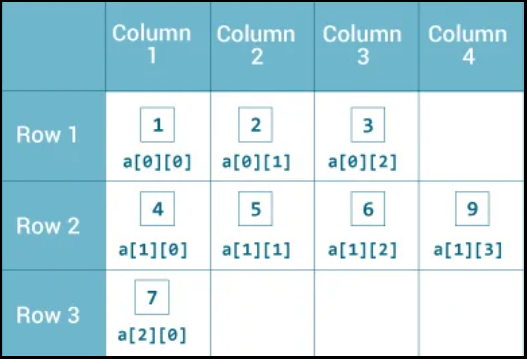 Column 1 Column 2 Column 3 Column 4
Row 1
1 2 3
a[0][0] a[0][1] a[0][2]
Row 2
4 5 6 9
a[1][0] a[1][1] a[1][2] a[1][3]
Row 3
7
a[2][0]